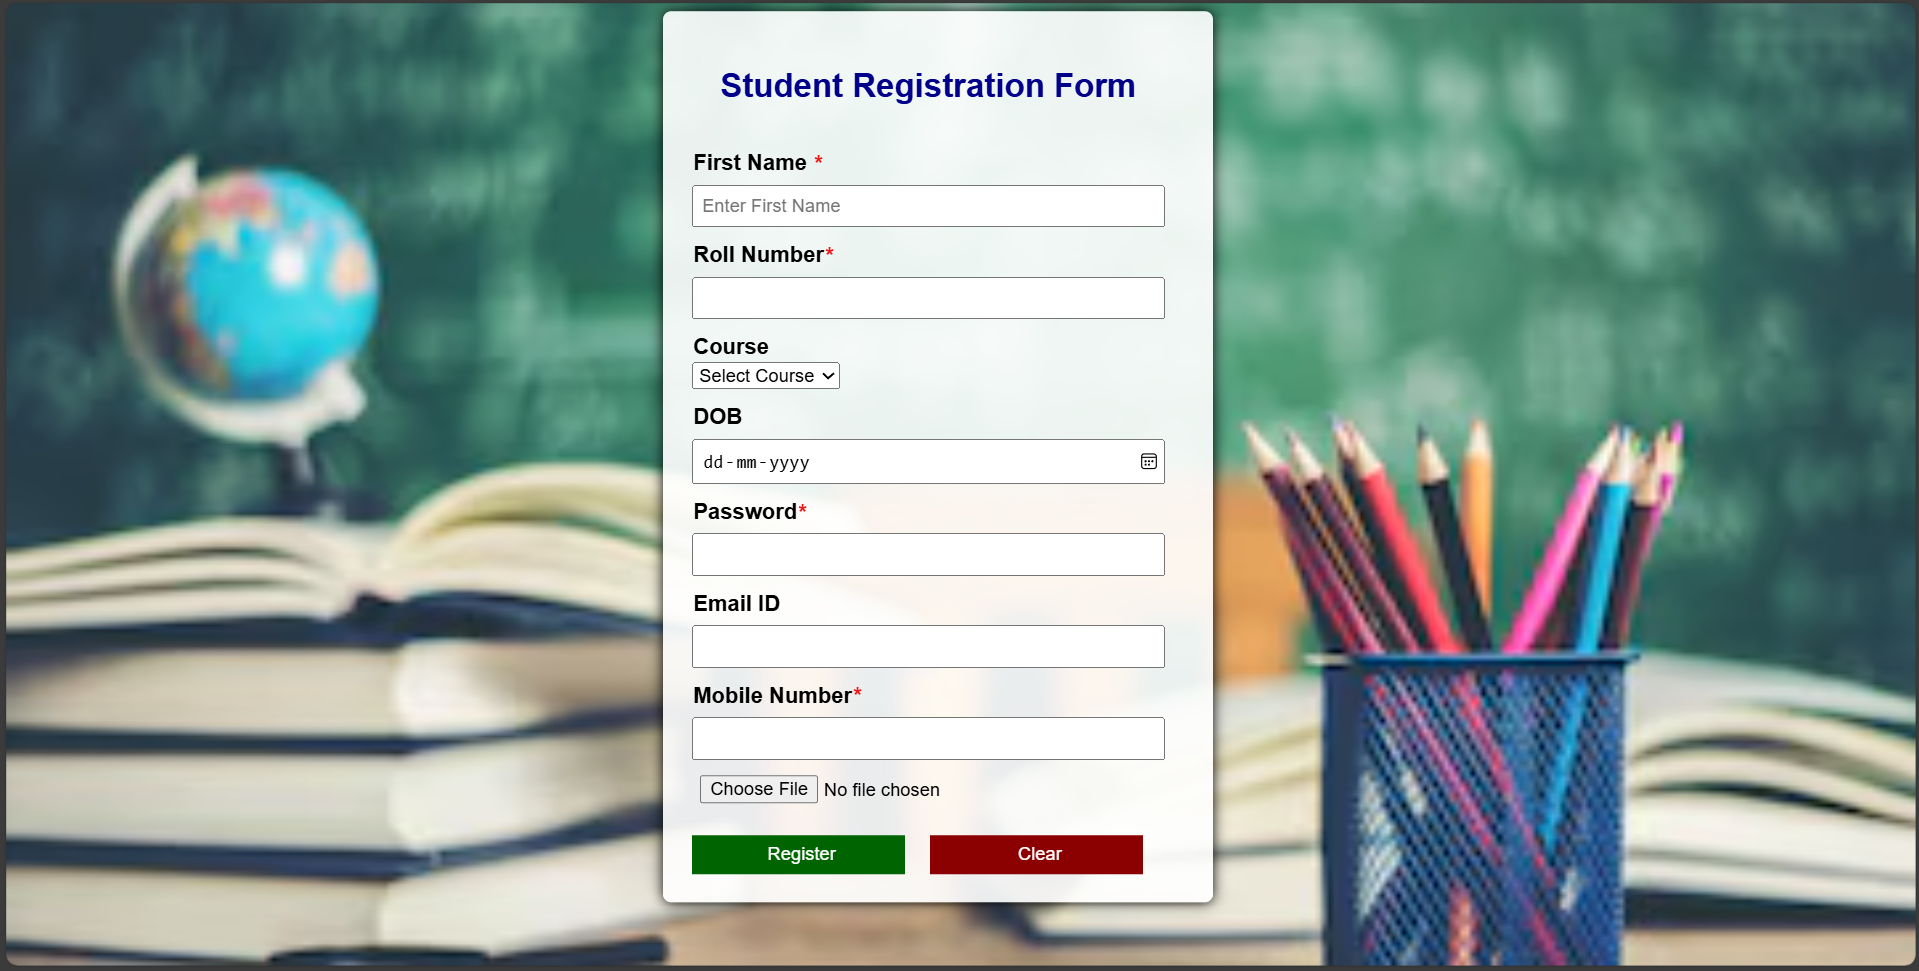 Student Registration Form
First Name *
Enter First Name
Roll Number*
Course
Select Course
DOB
dd-mm-yyyy
Password*
Email ID
Mobile Number*
Choose File No file chosen
Register Clear